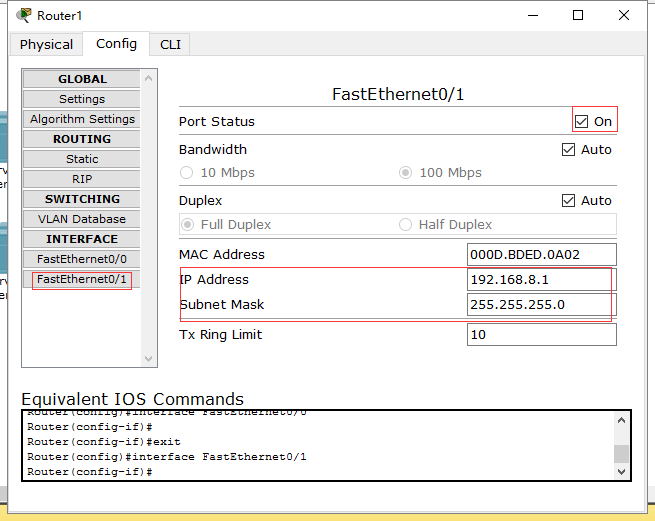 Router1
Physical Config CLI
GLOBAL
Settings
Algorithm Settings
ROUTING
Static
RIP
SWITCHING
VLAN Database
INTERFACE
FastEthernet0/0
FastEthernet0/1
FastEthernet0/1
Port Status On
Bandwidth Auto
10 Mbps 100 Mbps
Duplex Auto
Full Duplex Half Duplex
MAC Address 000D.BDED.0A02
IP Address 192.168.8.1
Subnet Mask 255.255.255.0
Tx Ring Limit 10
Equivalent IOS Commands
Router(config)#interface FastEthernet0/0
Router(config-if)#
Router(config-if)#exit
Router(config)#interface FastEthernet0/1
Router(config-if)#